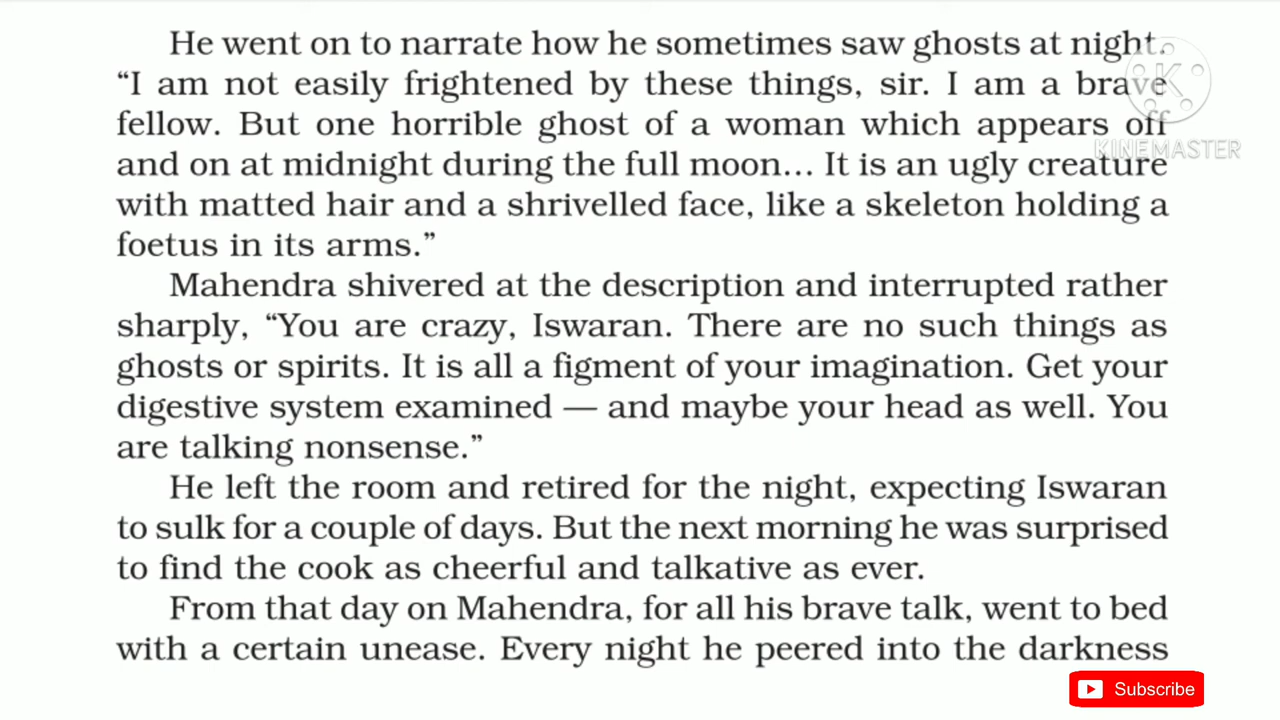 He went on to narrate how he sometimes saw ghosts at night.
“I am not easily frightened by these things, sir. I am a brave
fellow. But one horrible ghost of a woman which appears off
and on at midnight during the full moon... It is an ugly creature
with matted hair and a shrivelled face, like a skeleton holding a
foetus in its arms.”
Mahendra shivered at the description and interrupted rather
sharply, “You are crazy, Iswaran. There are no such things as
ghosts or spirits. It is all a figment of your imagination. Get your
digestive system examined — and maybe your head as well. You
are talking nonsense.”
He left the room and retired for the night, expecting Iswaran
to sulk for a couple of days. But the next morning he was surprised
to find the cook as cheerful and talkative as ever.
From that day on Mahendra, for all his brave talk, went to bed
with a certain unease. Every night he peered into the darkness
K
KINEMASTER
Subscribe